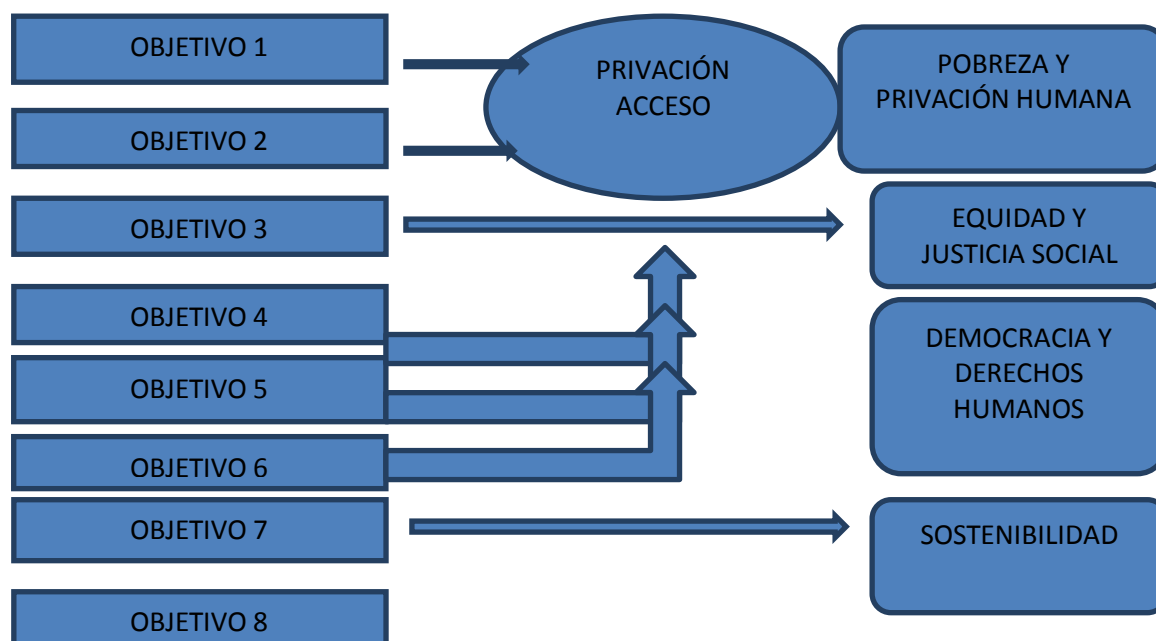 OBJETIVO 1
OBJETIVO 2
OBJETIVO 3
OBJETIVO 4
OBJETIVO 5
OBJETIVO 6
OBJETIVO 7
OBJETIVO 8
PRIVACIÓN
ACCESO
POBREZA Y
PRIVACIÓN HUMANA
EQUIDAD Y
JUSTICIA SOCIAL
DEMOCRACIA Y
DERECHOS
HUMANOS
SOSTENIBILIDAD